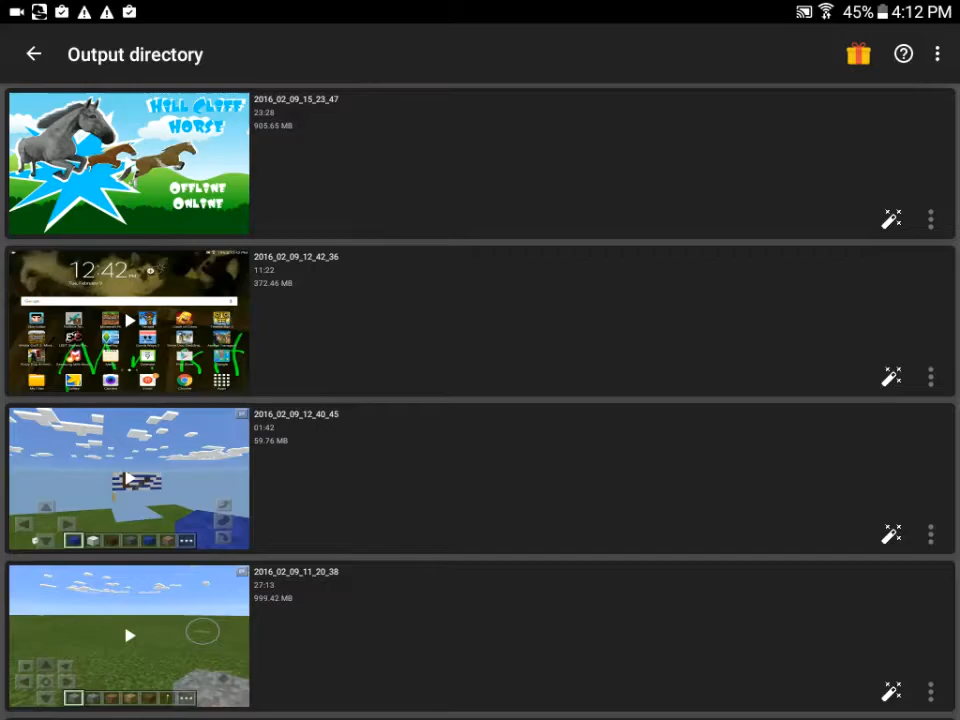 45% 4:12 PM
Output directory
HILL CLIFF
HORSE
OFFLINE
ONLINE
2016_02_09_15_23_47
23:28
905.65 MB
12:42
2016_02_09_12_42_36
11:22
372.46 MB
2016_02_09_12_40_45
01:42
59.76 MB
2016_02_09_11_20_38
27:13
999.42 MB